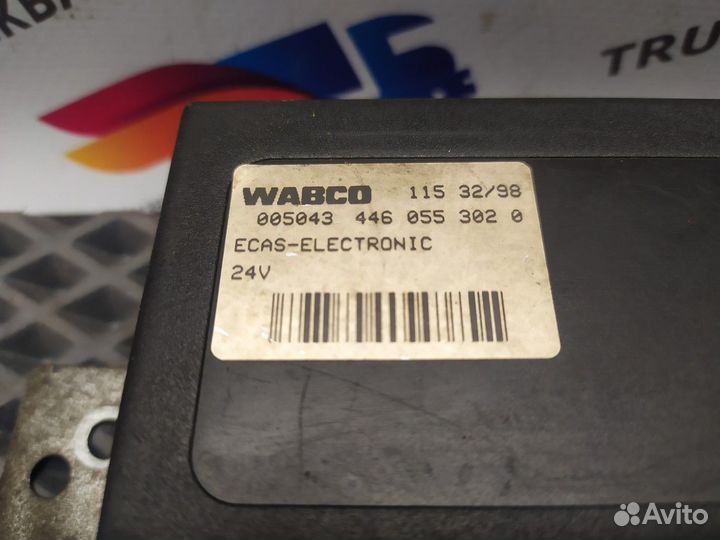 TRU
WABCO 115 32/98
005043 446 055 302 0
ECAS-ELECTRONIC
24V
Avito